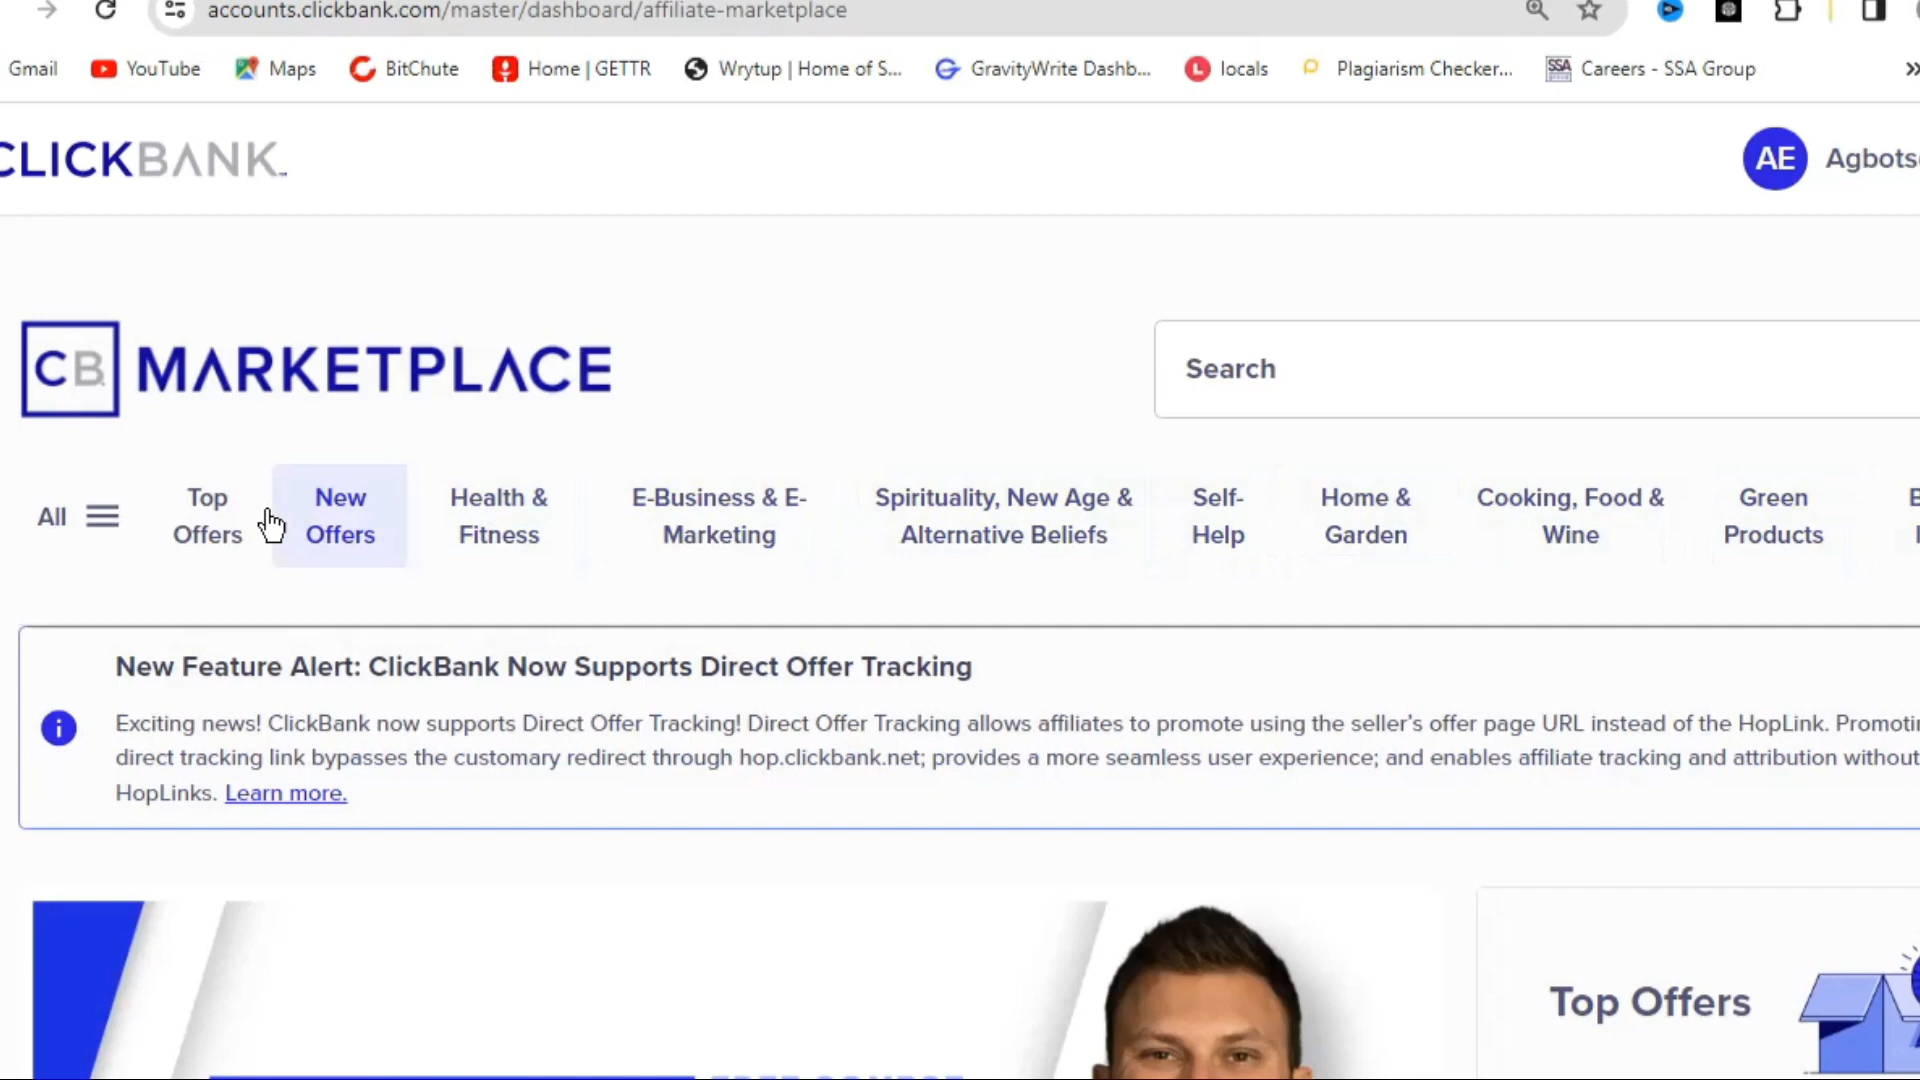 accounts.clickbank.com/master/dashboard/affiliate-marketplace
Gmail YouTube Maps BitChute Home | GETTR Wrytup | Home of S... GravityWrite Dashb... locals Plagiarism Checker... SSA Careers - SSA Group »
CLICKBANK
AE Agbots
CB MARKETPLACE
Search
All
Top Offers
New Offers
Health & Fitness
E-Business & E-Marketing
Spirituality, New Age & Alternative Beliefs
Self-Help
Home & Garden
Cooking, Food & Wine
Green Products
New Feature Alert: ClickBank Now Supports Direct Offer Tracking
Exciting news! ClickBank now supports Direct Offer Tracking! Direct Offer Tracking allows affiliates to promote using the seller's offer page URL instead of the HopLink. Promoti
direct tracking link bypasses the customary redirect through hop.clickbank.net; provides a more seamless user experience; and enables affiliate tracking and attribution without
HopLinks. Learn more.
Top Offers